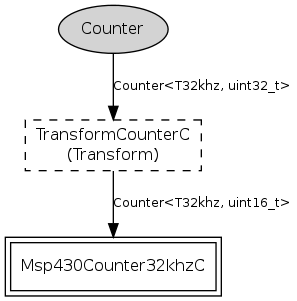 Counter
Counter<T32khz, uint32_t>
TransformCounterC
(Transform)
Counter<T32khz, uint16_t>
Msp430Counter32khzC